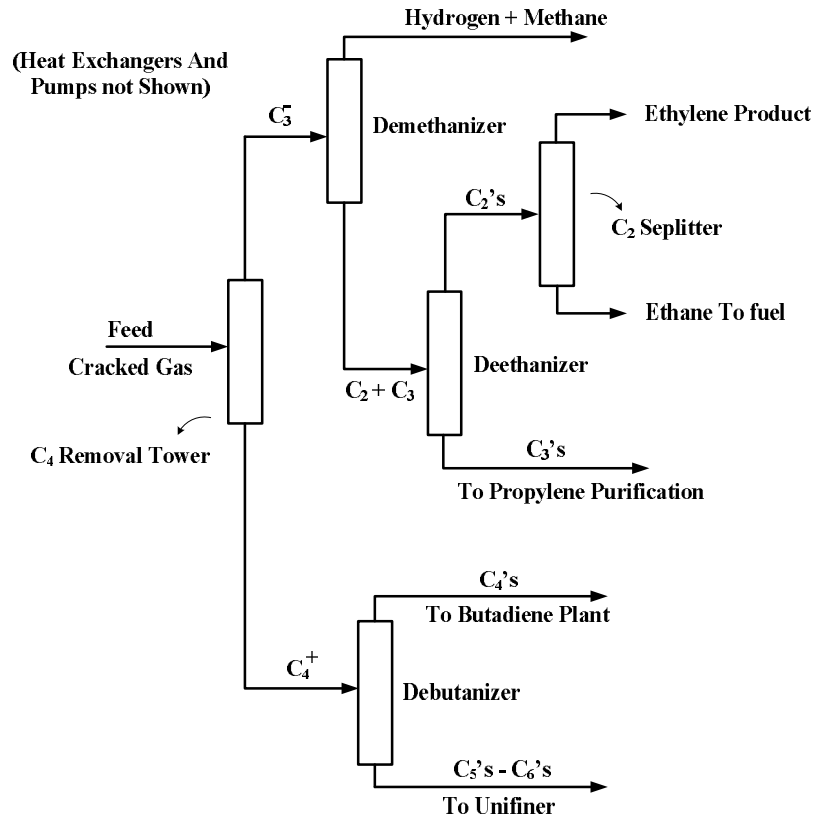 Hydrogen + Methane
(Heat Exchangers And
Pumps not Shown)
C₃⁻
Demethanizer
Ethylene Product
C₂'s
C₂ Seplitter
Ethane To fuel
Feed
Cracked Gas
Deethanizer
C₂ + C₃
C₄ Removal Tower
C₃'s
To Propylene Purification
C₄'s
To Butadiene Plant
C₄⁺
Debutanizer
C₅'s - C₆'s
To Unifiner